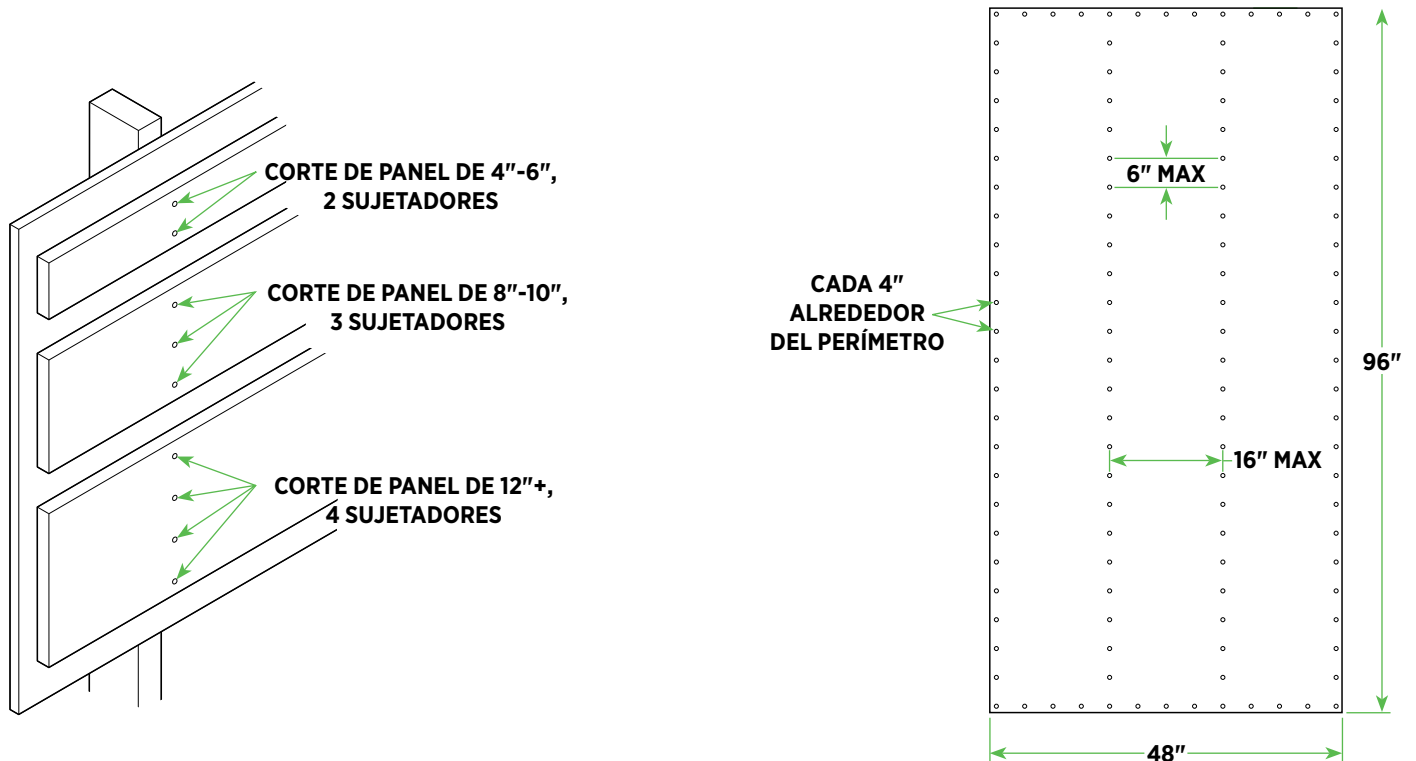 CORTE DE PANEL DE 4"-6",
2 SUJETADORES
CORTE DE PANEL DE 8"-10",
3 SUJETADORES
CORTE DE PANEL DE 12"+,
4 SUJETADORES
6" MAX
CADA 4"
ALREDEDOR
DEL PERÍMETRO
96"
16" MAX
48"